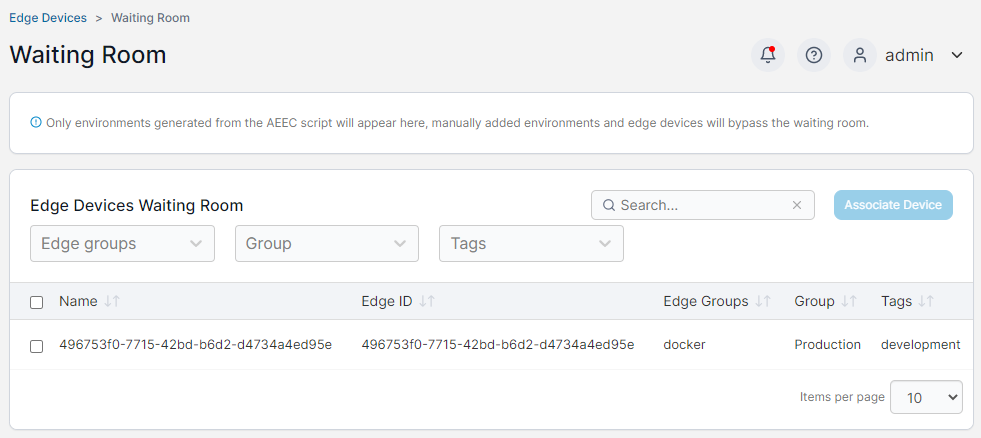 Edge Devices > Waiting Room
Waiting Room
admin
Only environments generated from the AEEC script will appear here, manually added environments and edge devices will bypass the waiting room.
Edge Devices Waiting Room
Search...
Associate Device
Edge groups
Group
Tags
Name Edge ID Edge Groups Group Tags
496753f0-7715-42bd-b6d2-d4734a4ed95e 496753f0-7715-42bd-b6d2-d4734a4ed95e docker Production development
Items per page 10